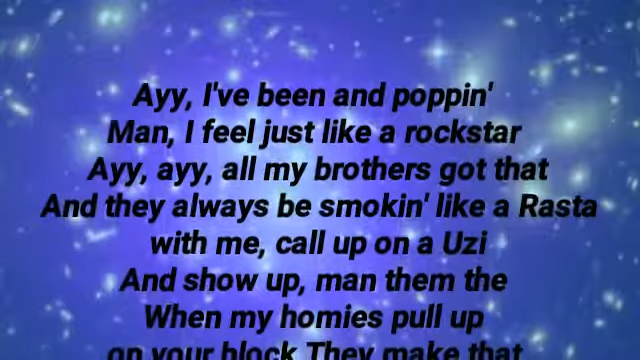 Ayy, I've been and poppin'
Man, I feel just like a rockstar
Ayy, ayy, all my brothers got that
And they always be smokin' like a Rasta
with me, call up on a Uzi
And show up, man them the
When my homies pull up
on your block They make that